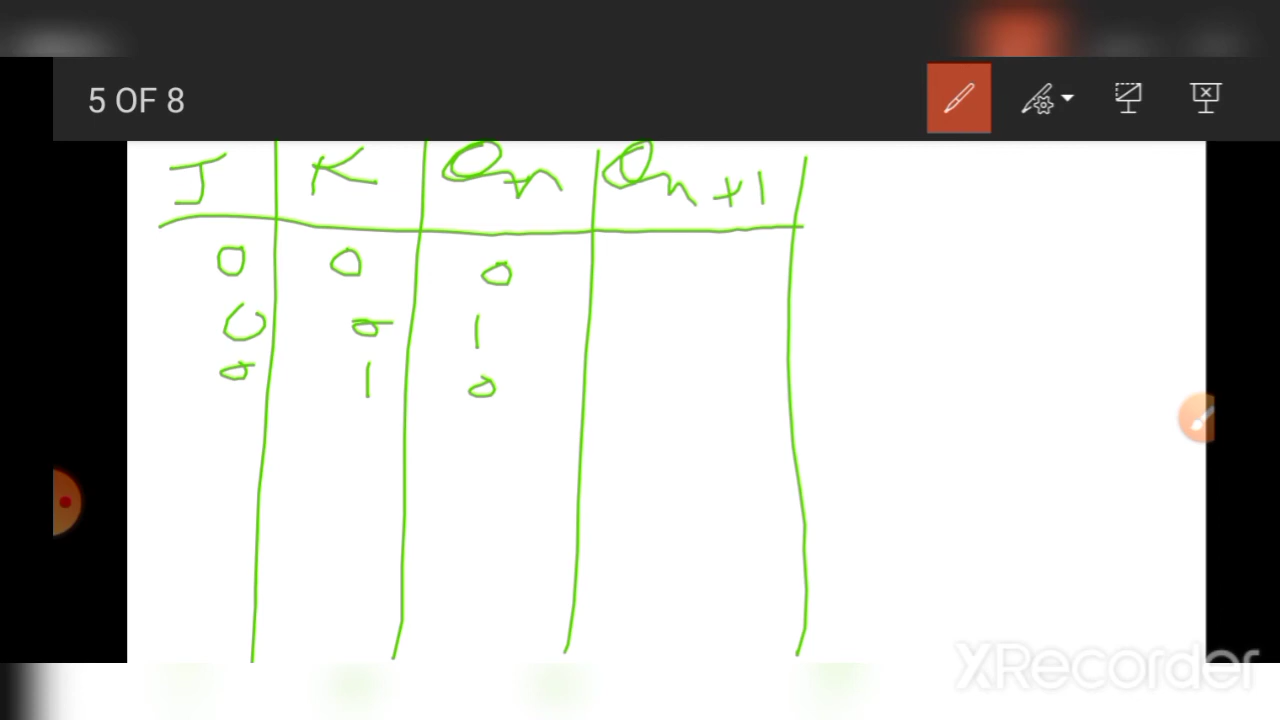 5 OF 8
J K Qn Qn+1
0 0 0
0 0 1
0 1 0
XRecorder